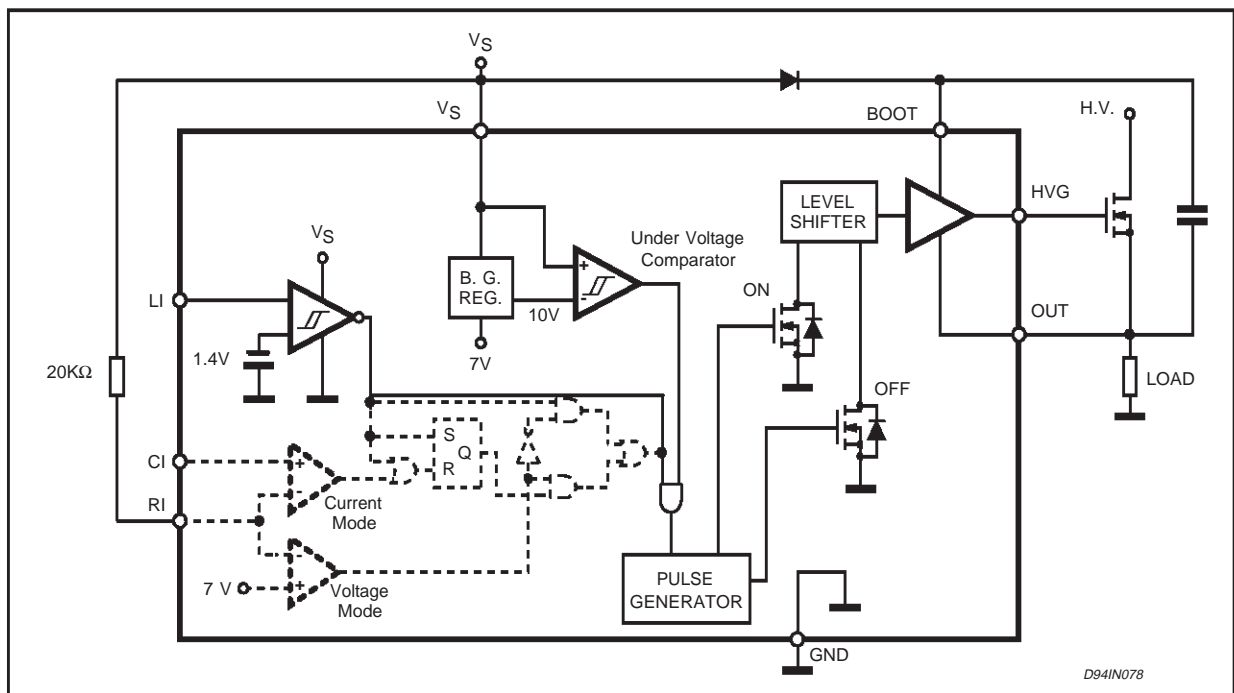 VS
VS
BOOT
H.V.
HVG
LEVEL
SHIFTER
VS
Under Voltage
Comparator
+
-
B. G.
REG.
10V
7V
LI
1.4V
ON
OUT
20KΩ
OFF
LOAD
S
Q
R
CI
+
-
Current
Mode
RI
-
+
7 V
Voltage
Mode
PULSE
GENERATOR
GND
D94IN078